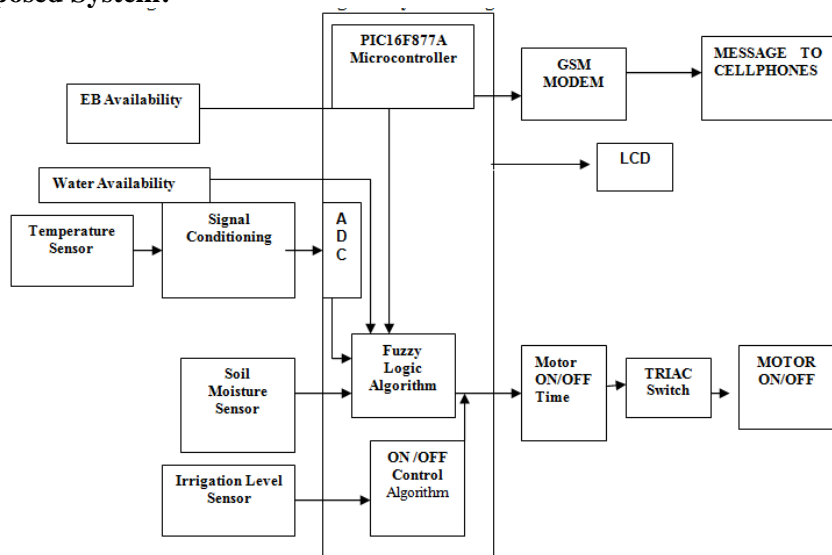 PIC16F877A
Microcontroller
GSM
MODEM
MESSAGE TO
CELLPHONES
EB Availability
LCD
Water Availability
Temperature
Sensor
Signal
Conditioning
A
D
C
Soil
Moisture
Sensor
Fuzzy
Logic
Algorithm
Motor
ON/OFF
Time
TRIAC
Switch
MOTOR
ON/OFF
Irrigation Level
Sensor
ON /OFF
Control
Algorithm